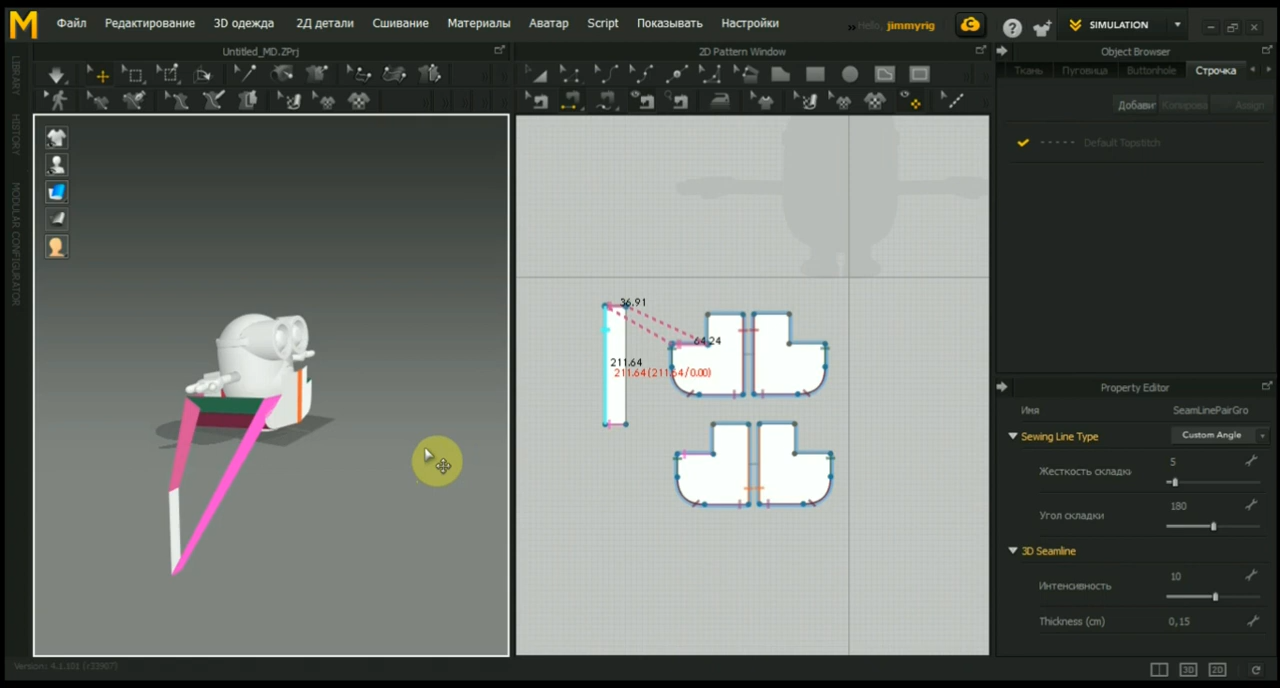 M Файл Редактирование 3D одежда 2Д детали Сшивание Материалы Аватар Script Показывать Настройки
Hello, jimmyrig
SIMULATION
Untitled_MD.ZPrj
2D Pattern Window
Object Browser
Ткань Пуговица Buttonhole Строчка
Добави Копирова Assign
Default Topstitch
LIBRARY
HISTORY
MODULAR CONFIGURATOR
36.91
64.24
211.64
211.64(211.64/0.00)
Property Editor
Имя SeamLinePairGro
Sewing Line Type Custom Angle
Жесткость складки 5
Угол складки 180
3D Seamline
Интенсивность 10
Thickness (cm) 0,15
Version: 4.1.101 (r33907)
3D 2D